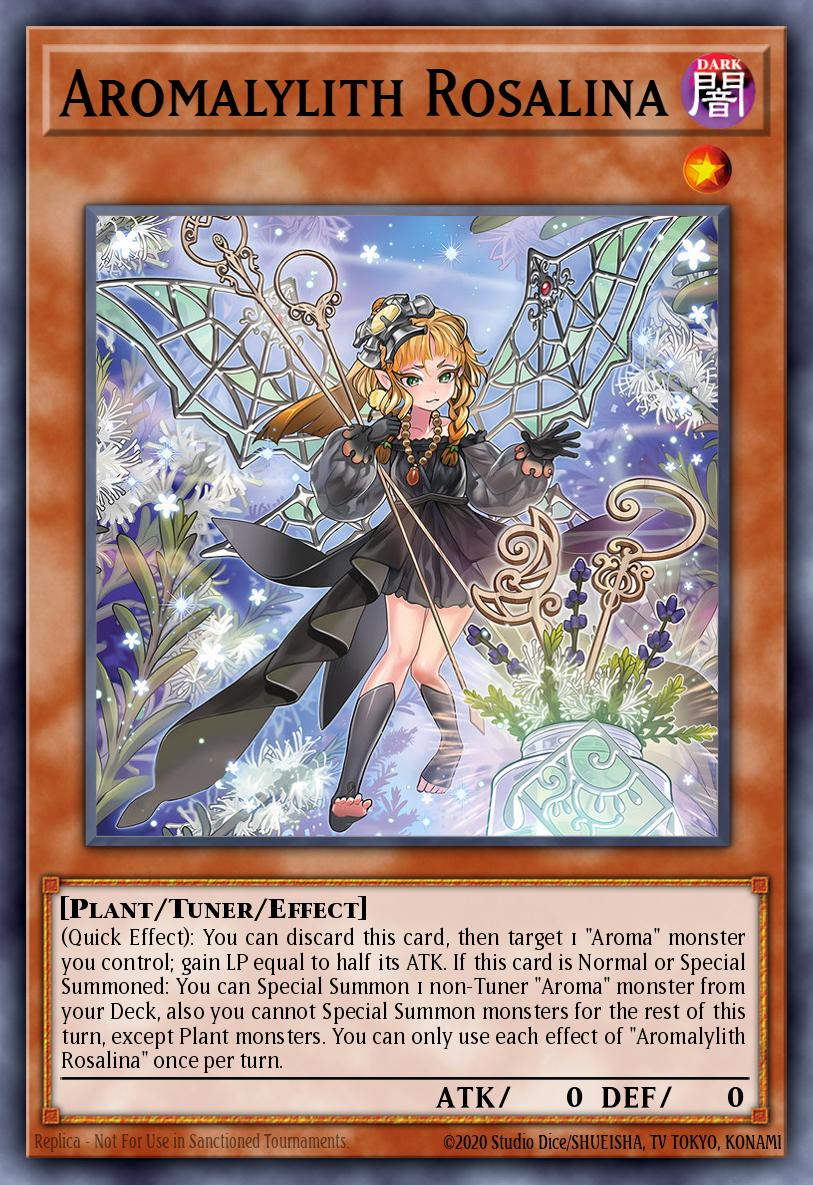 Aromalylith Rosalina
DARK
闇
[Plant/Tuner/Effect]
(Quick Effect): You can discard this card, then target 1 "Aroma" monster
you control; gain LP equal to half its ATK. If this card is Normal or Special
Summoned: You can Special Summon 1 non-Tuner "Aroma" monster from
your Deck, also you cannot Special Summon monsters for the rest of this
turn, except Plant monsters. You can only use each effect of "Aromalylith
Rosalina" once per turn.
ATK/ 0 DEF/ 0
Replica - Not For Use in Sanctioned Tournaments.
©2020 Studio Dice/SHUEISHA, TV TOKYO, KONAMI